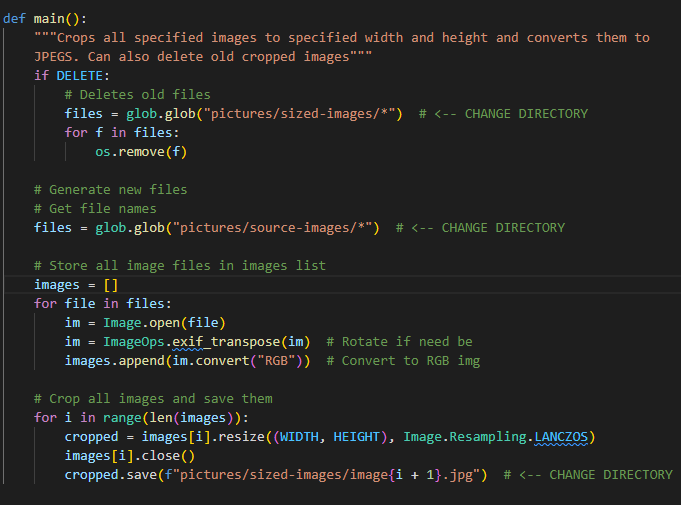 def main():
    """Crops all specified images to specified width and height and converts them to
    JPEGS. Can also delete old cropped images"""
    if DELETE:
        # Deletes old files
        files = glob.glob("pictures/sized-images/*")  # <-- CHANGE DIRECTORY
        for f in files:
            os.remove(f)

    # Generate new files
    # Get file names
    files = glob.glob("pictures/source-images/*")  # <-- CHANGE DIRECTORY

    # Store all image files in images list
    images = []
    for file in files:
        im = Image.open(file)
        im = ImageOps.exif_transpose(im)  # Rotate if need be
        images.append(im.convert("RGB"))  # Convert to RGB img

    # Crop all images and save them
    for i in range(len(images)):
        cropped = images[i].resize((WIDTH, HEIGHT), Image.Resampling.LANCZOS)
        images[i].close()
        cropped.save(f"pictures/sized-images/image{i + 1}.jpg")  # <-- CHANGE DIRECTORY